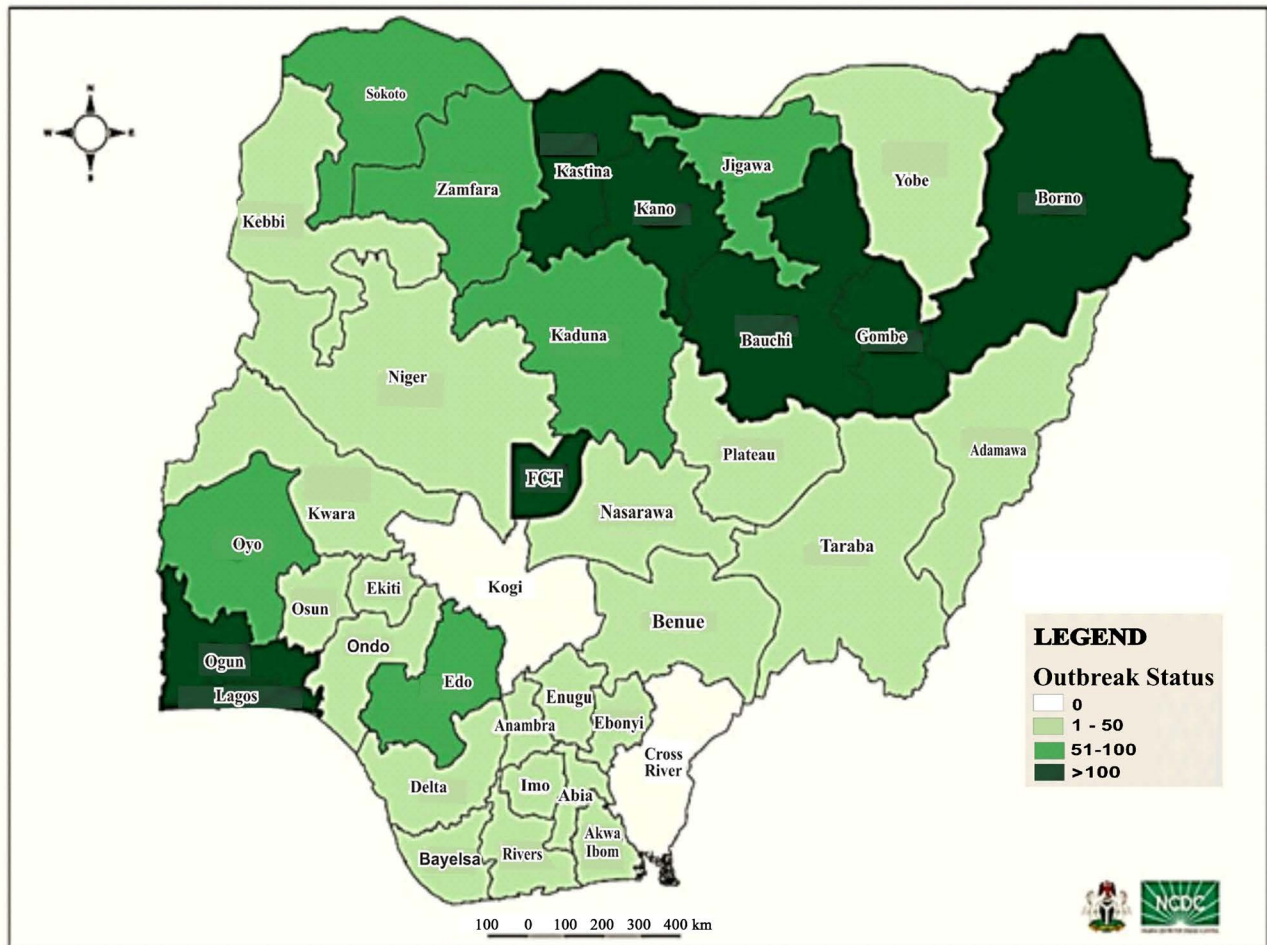 N
W
E
S
Sokoto
Kastina
Jigawa
Zamfara
Yobe
Borno
Kano
Kebbi
Kaduna
Bauchi
Gombe
Niger
Plateau
Adamawa
FCT
Nasarawa
Kwara
Oyo
Taraba
Kogi
Ekiti
Osun
Benue
Ondo
Ogun
Edo
Lagos
Enugu
Anambra
Ebonyi
Cross
River
Delta
Imo
Abia
Akwa
Ibom
Bayelsa
Rivers
LEGEND
Outbreak Status
0
1 - 50
51-100
>100
NCDC
100 0 100 200 300 400 km